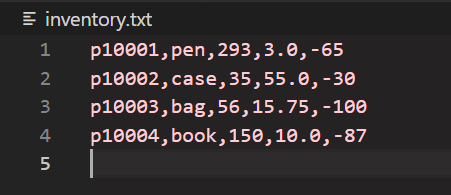 inventory.txt
1 p10001,pen,293,3.0,-65
2 p10002,case,35,55.0,-30
3 p10003,bag,56,15.75,-100
4 p10004,book,150,10.0,-87
5